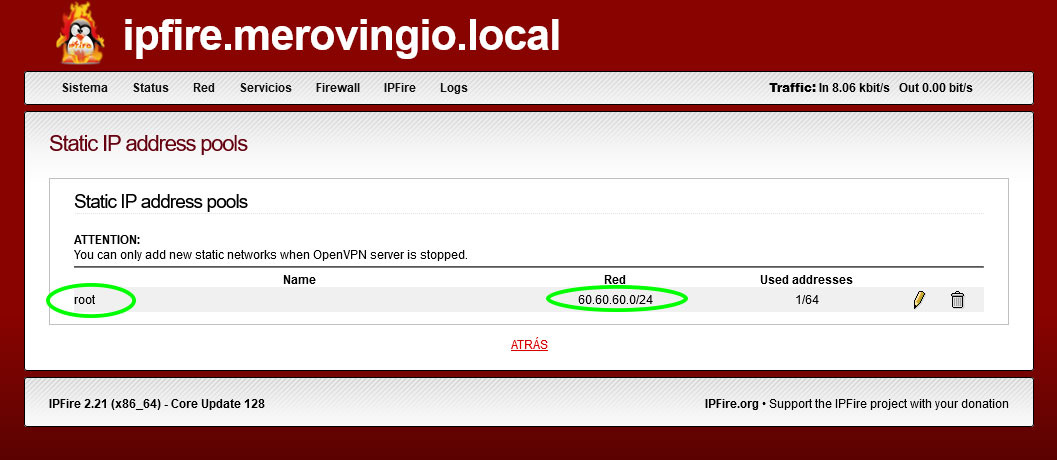 ipfire.merovingio.local
Sistema Status Red Servicios Firewall IPFire Logs Traffic: In 8.06 kbit/s Out 0.00 bit/s
Static IP address pools
Static IP address pools
ATTENTION:
You can only add new static networks when OpenVPN server is stopped.
Name Red Used addresses
root 60.60.60.0/24 1/64
ATRÁS
IPFire 2.21 (x86_64) - Core Update 128 IPFire.org • Support the IPFire project with your donation